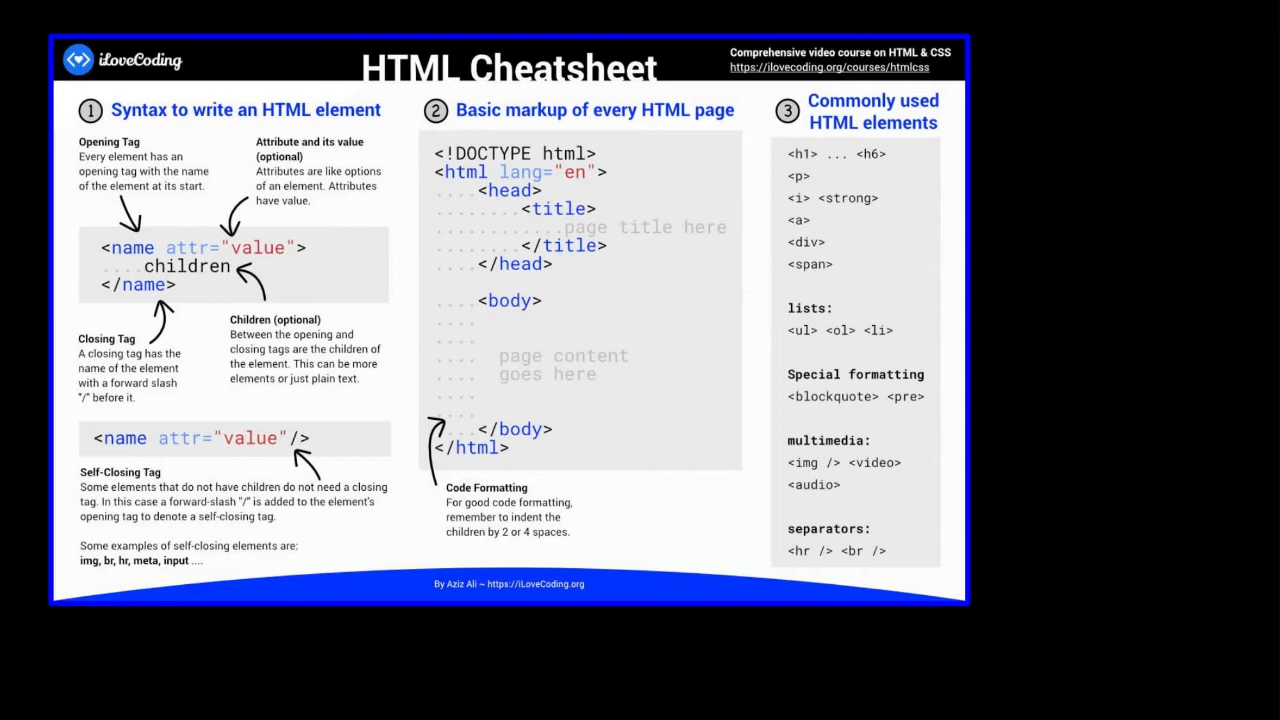 iLoveCoding
HTML Cheatsheet
Comprehensive video course on HTML & CSS
https://ilovecoding.org/courses/htmlcss
1 Syntax to write an HTML element
Opening Tag
Every element has an
opening tag with the name
of the element at its start.
Attribute and its value
(optional)
Attributes are like options
of an element. Attributes
have value.
<name attr="value">
....children
</name>
Closing Tag
A closing tag has the
name of the element
with a forward slash
"/" before it.
Children (optional)
Between the opening and
closing tags are the children of
the element. This can be more
elements or just plain text.
<name attr="value"/>
Self-Closing Tag
Some elements that do not have children do not need a closing
tag. In this case a forward-slash "/" is added to the element's
opening tag to denote a self-closing tag.
Some examples of self-closing elements are:
img, br, hr, meta, input ....
2 Basic markup of every HTML page
<!DOCTYPE html>
<html lang="en">
....<head>
........<title>
............page title here
........</title>
....</head>
....<body>
....
....
.... page content
.... goes here
....
....
....</body>
</html>
Code Formatting
For good code formatting,
remember to indent the
children by 2 or 4 spaces.
3 Commonly used
HTML elements
<h1> ... <h6>
<p>
<i> <strong>
<a>
<div>
<span>
lists:
<ul> <ol> <li>
Special formatting
<blockquote> <pre>
multimedia:
<img /> <video>
<audio>
separators:
<hr /> <br />
By Aziz Ali ~ https://iLoveCoding.org